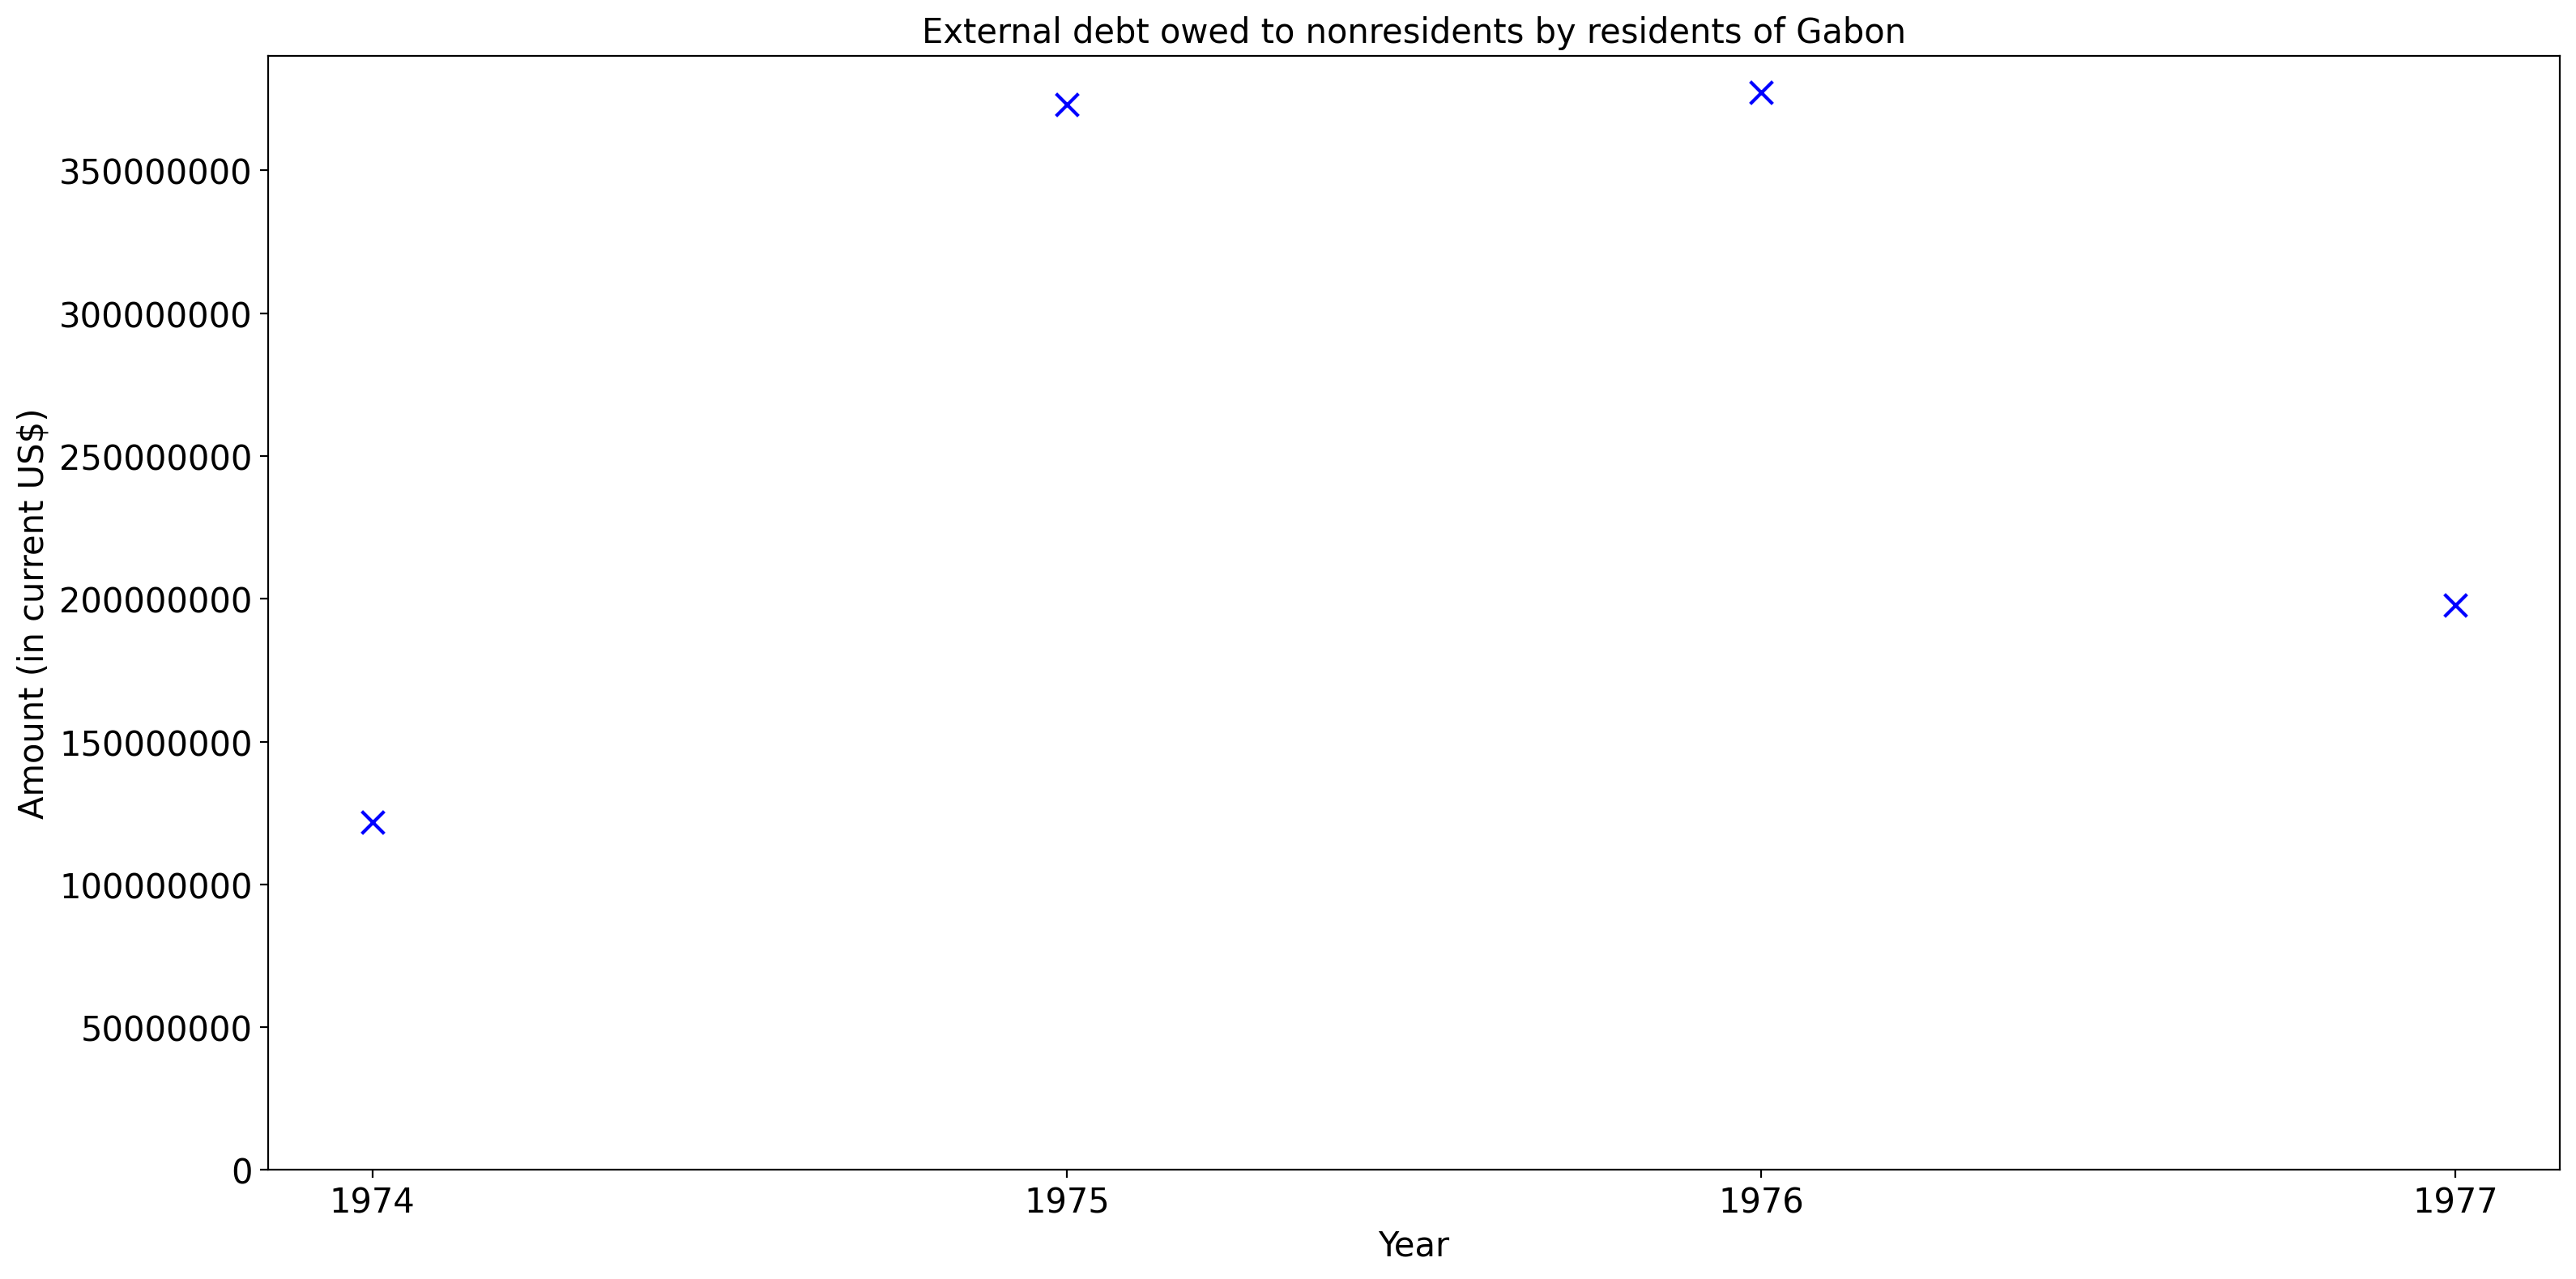 External debt owed to nonresidents by residents of Gabon
Amount (in current US$)
350000000
300000000
250000000
200000000
150000000
100000000
50000000
0
1974 1975 1976 1977
Year